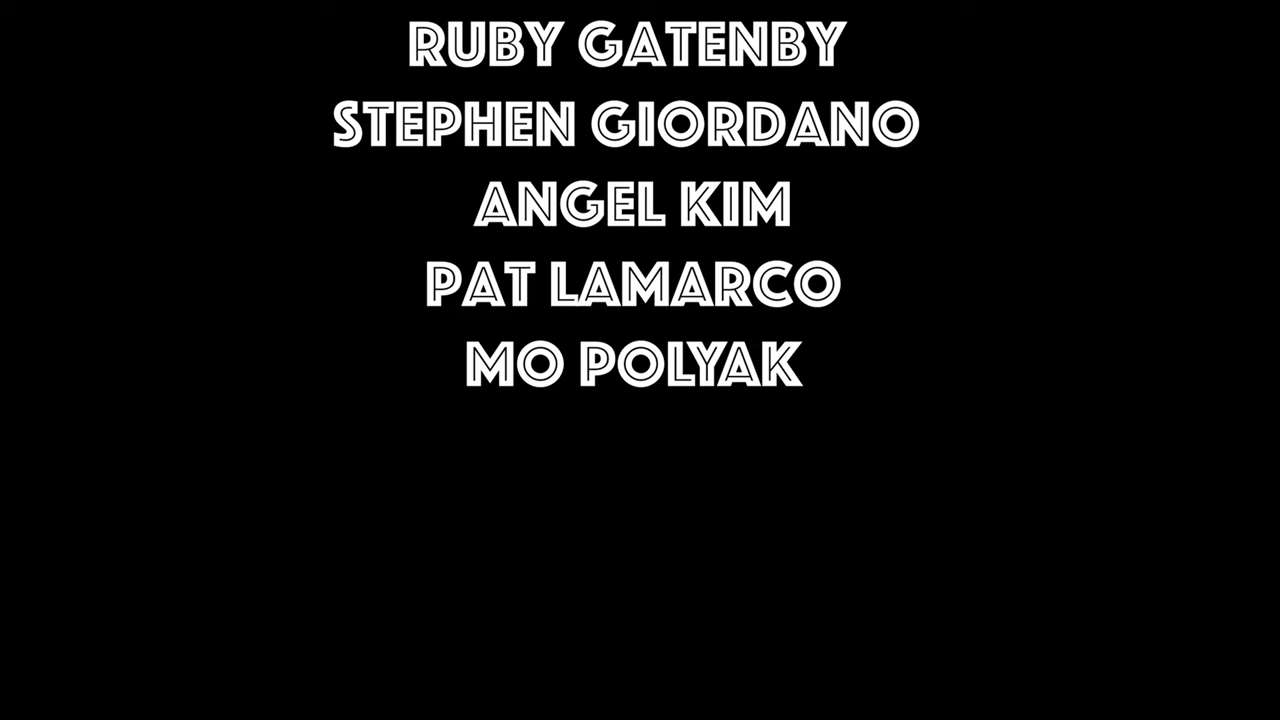 RUBY GATENBY
STEPHEN GIORDANO
ANGEL KIM
PAT LAMARCO
MO POLYAK